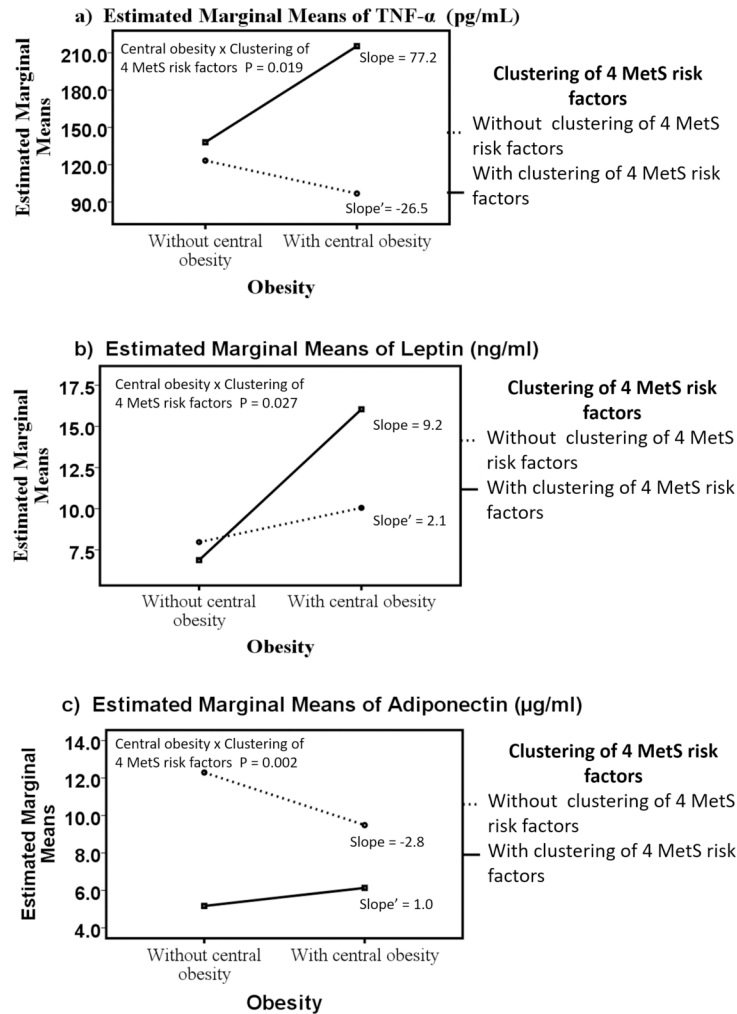 a) Estimated Marginal Means of TNF-α (pg/mL)
Estimated Marginal
Means
210.0
180.0
150.0
120.0
90.0
Central obesity x Clustering of
4 MetS risk factors P = 0.019
Slope = 77.2
Slope’= -26.5
Without central
obesity
With central obesity
Obesity
Clustering of 4 MetS risk
factors
Without clustering of 4 MetS
risk factors
With clustering of 4 MetS risk
factors
b) Estimated Marginal Means of Leptin (ng/ml)
Estimated Marginal
Means
17.5
15.0
12.5
10.0
7.5
Central obesity x Clustering of
4 MetS risk factors P = 0.027
Slope = 9.2
Slope’ = 2.1
Without central
obesity
With central obesity
Obesity
Clustering of 4 MetS risk
factors
Without clustering of 4 MetS
risk factors
With clustering of 4 MetS risk
factors
c) Estimated Marginal Means of Adiponectin (µg/ml)
Estimated Marginal
Means
14.0
12.0
10.0
8.0
6.0
4.0
Central obesity x Clustering of
4 MetS risk factors P = 0.002
Slope = -2.8
Slope’ = 1.0
Without central
obesity
With central obesity
Obesity
Clustering of 4 MetS risk
factors
Without clustering of 4 MetS
risk factors
With clustering of 4 MetS risk
factors